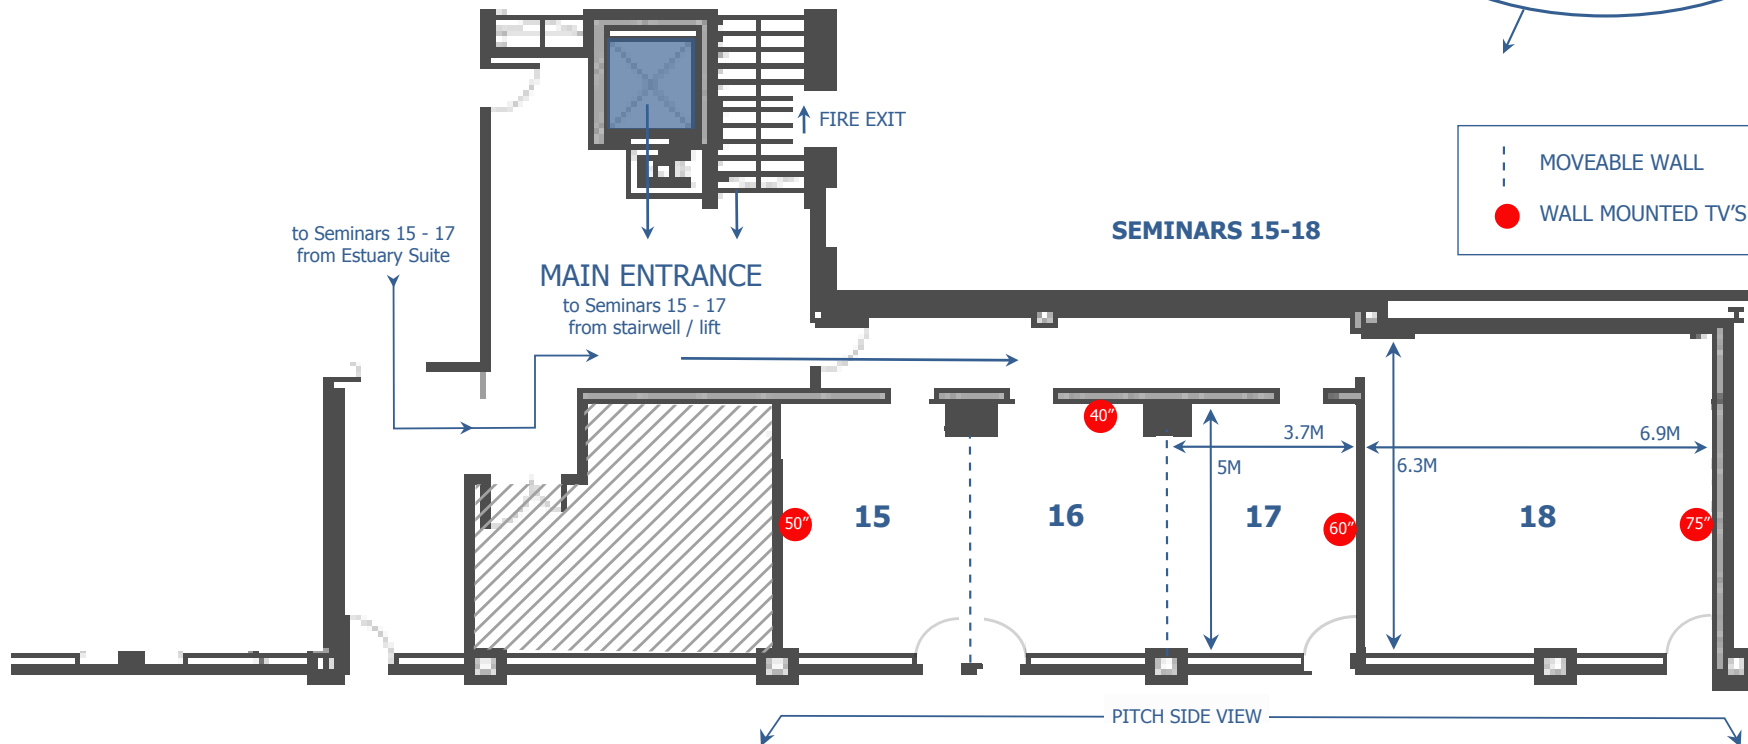 FIRE EXIT
MOVEABLE WALL
WALL MOUNTED TV'S
SEMINARS 15-18
to Seminars 15 - 17
from Estuary Suite
MAIN ENTRANCE
to Seminars 15 - 17
from stairwell / lift
40”
3.7M
6.9M
5M
6.3M
50”
15
16
17
60”
18
75”
PITCH SIDE VIEW